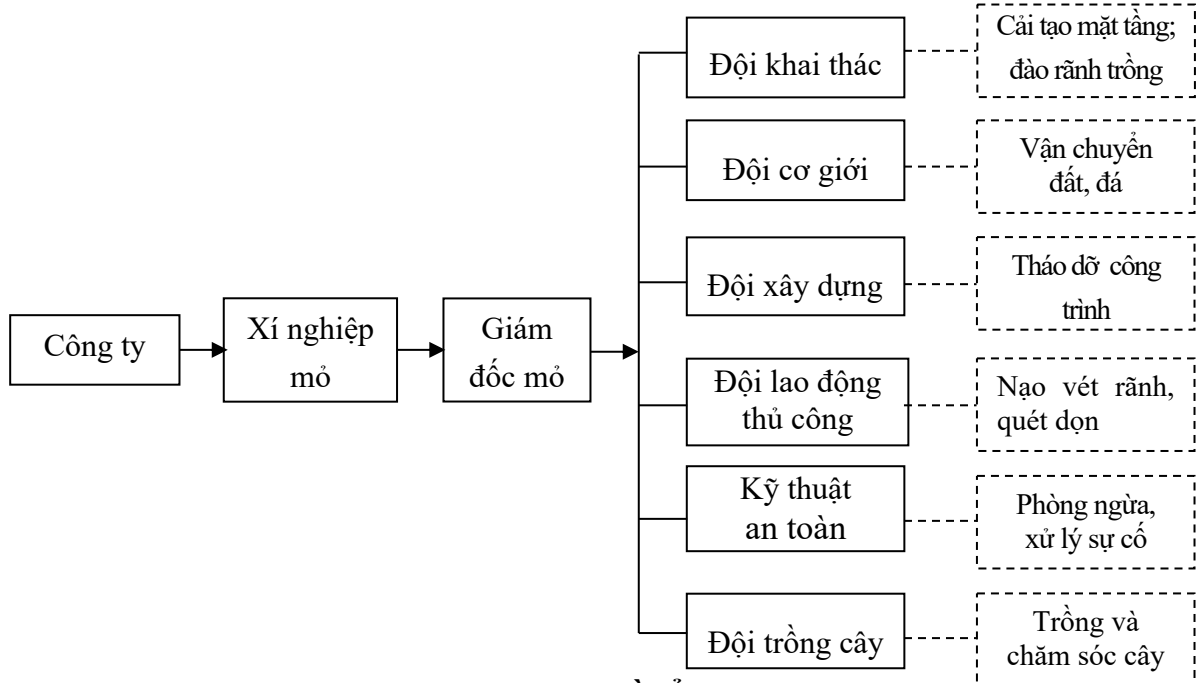 Công ty
Xí nghiệp
mỏ
Giám
đốc mỏ
Đội khai thác
Cải tạo mặt tầng;
đào rãnh trồng
Đội cơ giới
Vận chuyển
đất, đá
Đội xây dựng
Tháo dỡ công
trình
Đội lao động
thủ công
Nạo vét rãnh,
quét dọn
Kỹ thuật
an toàn
Phòng ngừa,
xử lý sự cố
Đội trồng cây
Trồng và
chăm sóc cây